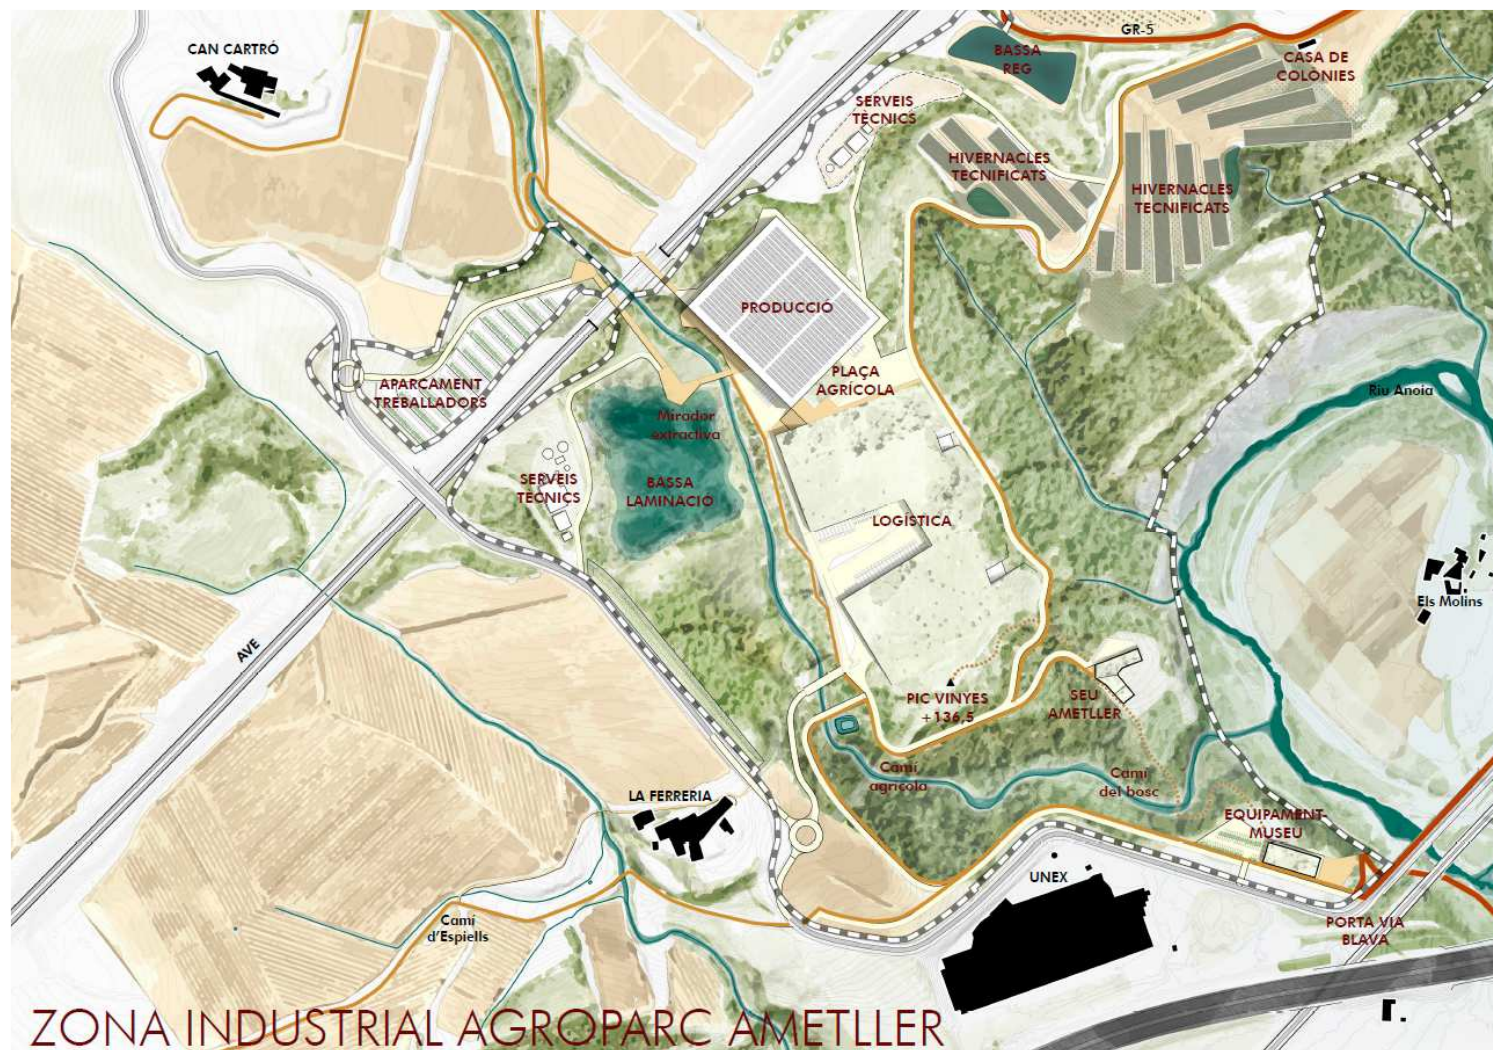 GR-5
CAN CARTRÓ
BASSA
REG
CASA DE
COLÒNIES
SERVEIS
TÈCNICS
HIVERNACLES
TECNIFICATS
HIVERNACLES
TECNIFICATS
PRODUCCIÓ
PLAÇA
AGRÍCOLA
APARCAMENT
TREBALLADORS
Riu Anoia
Mirador
extractiva
SERVEIS
TÈCNICS
BASSA
LAMINACIÓ
LOGÍSTICA
Els Molins
AVE
PIC VINYES
+136,5
SEU
AMETLLER
Camí
agrícola
Camí
del bosc
LA FERRERIA
EQUIPAMENT-
MUSEU
UNEX
Camí
d'Espiells
PORTA VIA
BLAVA
ZONA INDUSTRIAL AGROPARC AMETLLER